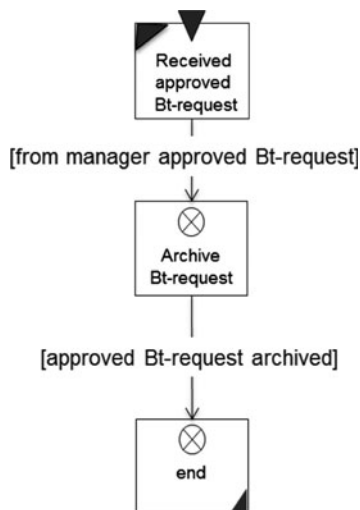 Received
approved
Bt-request
[from manager approved Bt-request]
Archive
Bt-request
[approved Bt-request archived]
end